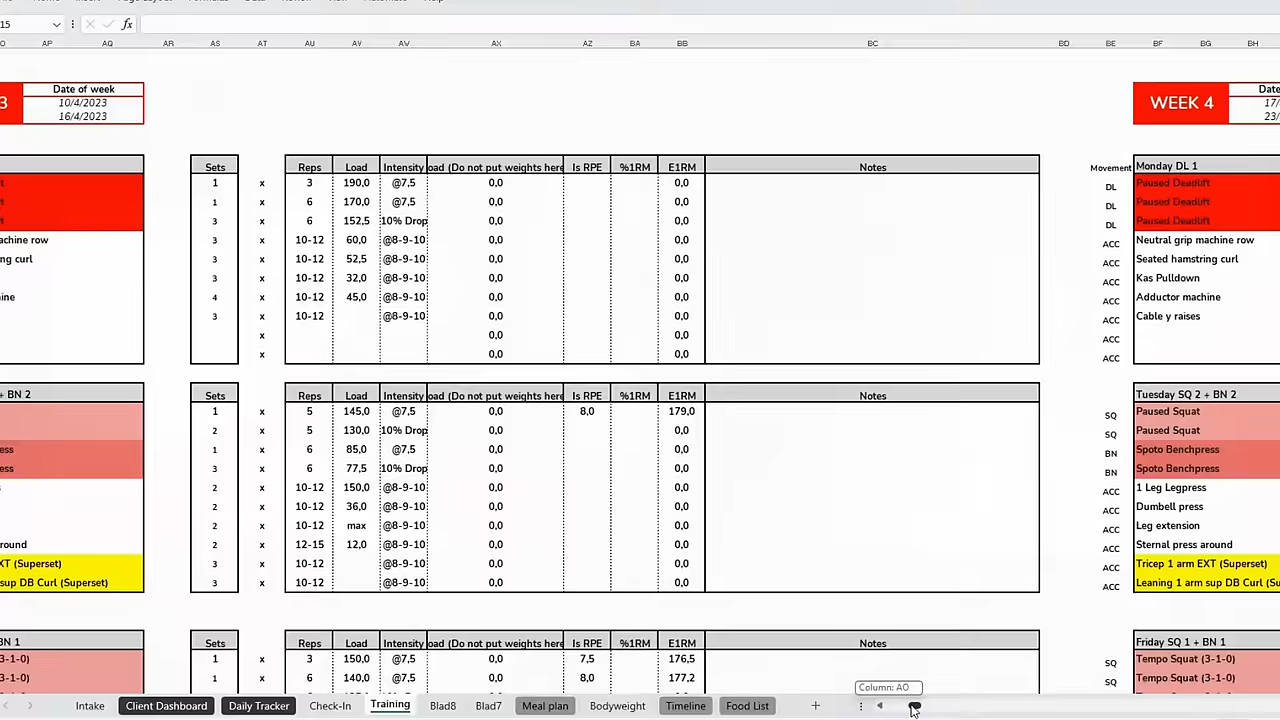 15 fx
AP AQ AR AS AT AU AV AW AX AZ BA BB BC BD BE BF BG BH
3 Date of week WEEK 4 Date
10/4/2023 17/
16/4/2023 23/
Sets Reps Load Intensity oad (Do not put weights here Is RPE %1RM E1RM Notes Movement Monday DL 1
1 x 3 190,0 @7,5 0,0 0,0 DL Paused Deadlift
1 x 6 170,0 @7,5 0,0 0,0 DL Paused Deadlift
3 x 6 152,5 10% Drop 0,0 0,0 DL Paused Deadlift
achine row 3 x 10-12 60,0 @8-9-10 0,0 0,0 ACC Neutral grip machine row
ng curl 3 x 10-12 52,5 @8-9-10 0,0 0,0 ACC Seated hamstring curl
3 x 10-12 32,0 @8-9-10 0,0 0,0 ACC Kas Pulldown
ine 4 x 10-12 45,0 @8-9-10 0,0 0,0 ACC Adductor machine
3 x 10-12 @8-9-10 0,0 0,0 ACC Cable y raises
x 0,0 0,0 ACC
x 0,0 0,0 ACC
+ BN 2 Sets Reps Load Intensity oad (Do not put weights here Is RPE %1RM E1RM Notes Tuesday SQ 2 + BN 2
1 x 5 145,0 @7,5 0,0 8,0 179,0 SQ Paused Squat
2 x 5 130,0 10% Drop 0,0 0,0 SQ Paused Squat
ess 1 x 6 85,0 @7,5 0,0 0,0 BN Spoto Benchpress
ess 3 x 6 77,5 10% Drop 0,0 0,0 BN Spoto Benchpress
2 x 10-12 150,0 @8-9-10 0,0 0,0 ACC 1 Leg Legpress
2 x 10-12 36,0 @8-9-10 0,0 0,0 ACC Dumbell press
2 x 10-12 max @8-9-10 0,0 0,0 ACC Leg extension
round 2 x 12-15 12,0 @8-9-10 0,0 0,0 ACC Sternal press around
XT (Superset) 3 x 10-12 @8-9-10 0,0 0,0 ACC Tricep 1 arm EXT (Superset)
sup DB Curl (Superset) 3 x 10-12 @8-9-10 0,0 0,0 ACC Leaning 1 arm sup DB Curl (Su
BN 1 Sets Reps Load Intensity oad (Do not put weights here Is RPE %1RM E1RM Notes Friday SQ 1 + BN 1
(3-1-0) 1 x 3 150,0 @7,5 0,0 7,5 176,5 SQ Tempo Squat (3-1-0)
(3-1-0) 1 x 6 140,0 @7,5 0,0 8,0 177,2 SQ Tempo Squat (3-1-0)
Column: AO
Intake Client Dashboard Daily Tracker Check-In Training Blad8 Blad7 Meal plan Bodyweight Timeline Food List +